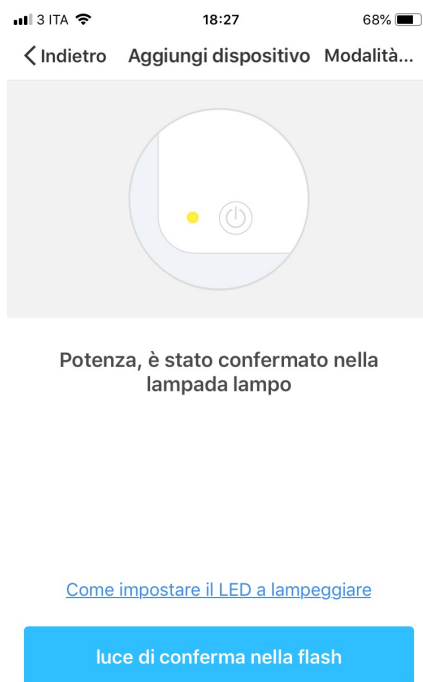 3 ITA 18:27 68%
Indietro Aggiungi dispositivo Modalità...
Potenza, è stato confermato nella
lampada lampo
Come impostare il LED a lampeggiare
luce di conferma nella flash